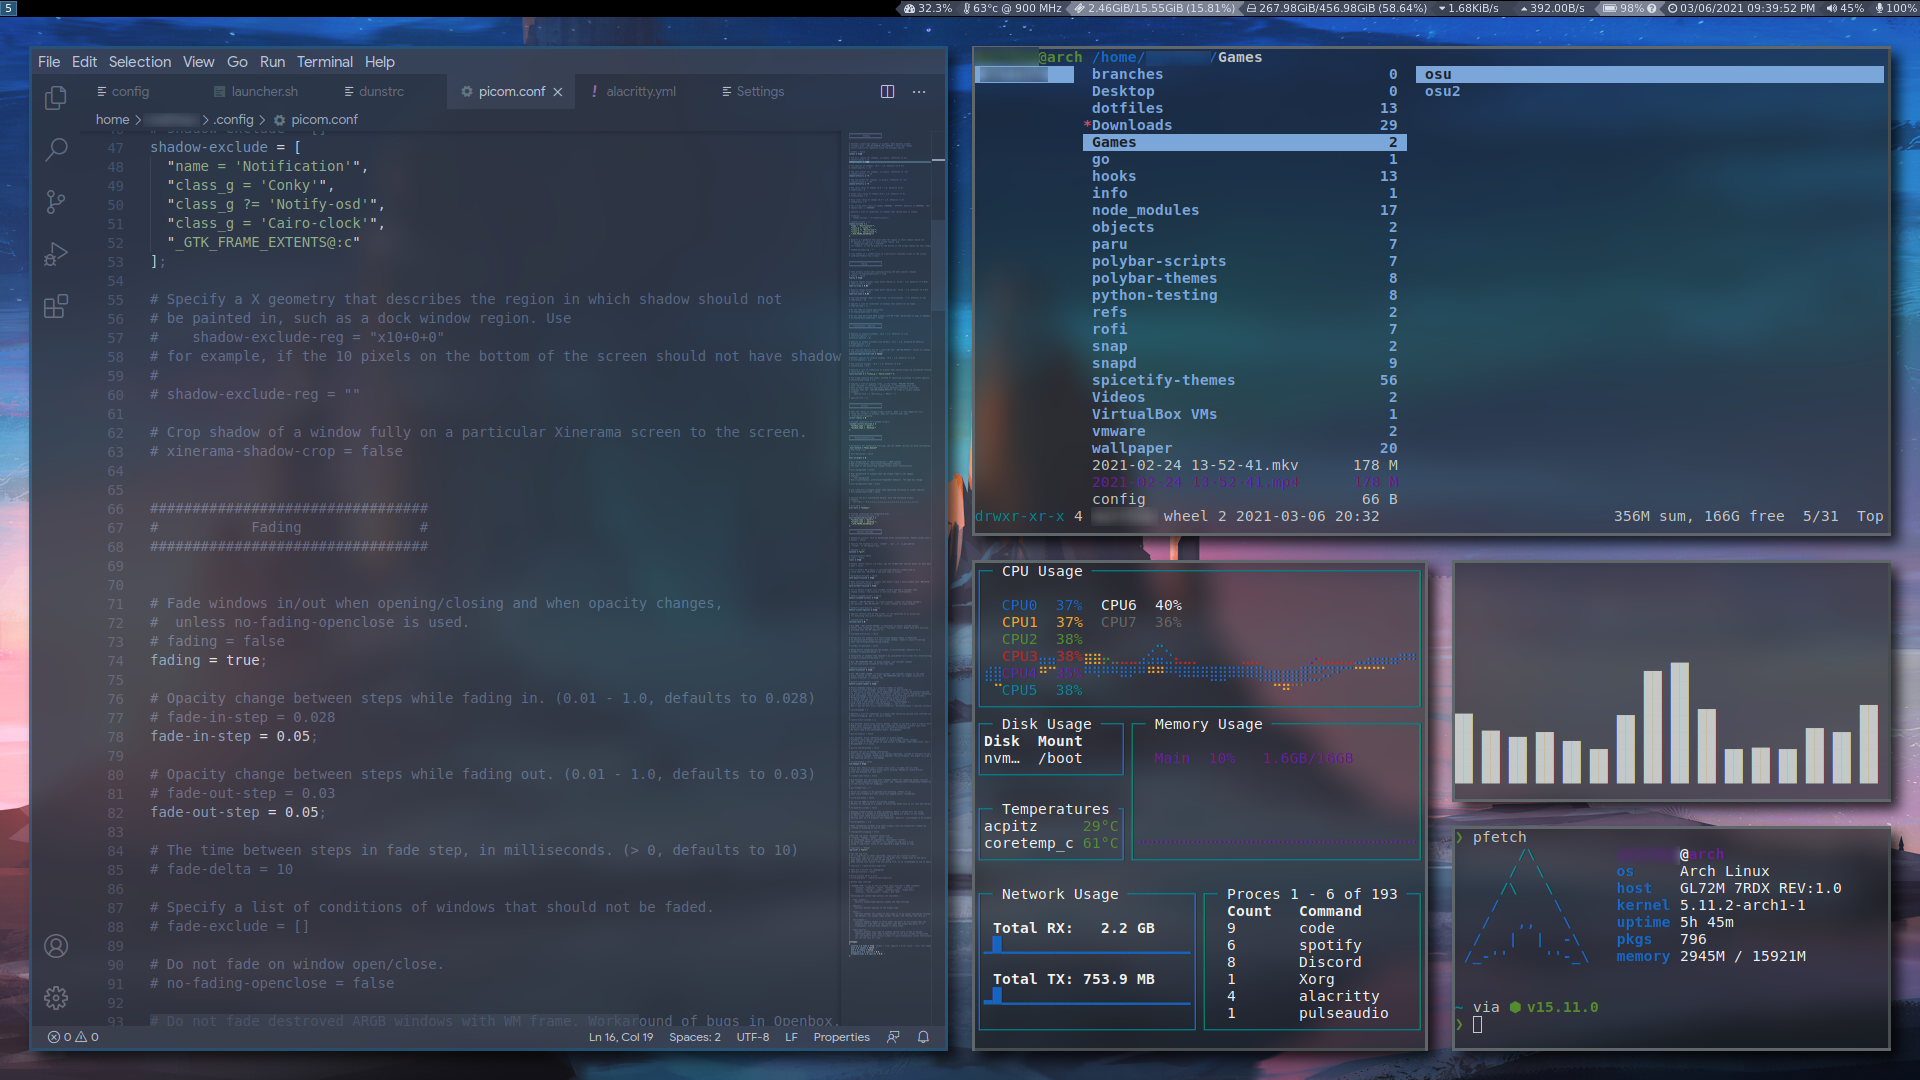 5
32.3% 63°c @ 900 MHz 2.46GiB/15.55GiB (15.81%) 267.98GiB/456.98GiB (58.64%) 1.68KiB/s 392.00B/s 98% 03/06/2021 09:39:52 PM 45% 100%
File Edit Selection View Go Run Terminal Help
config launcher.sh dunstrc picom.conf alacritty.yml Settings
home > > .config > picom.conf
47 shadow-exclude = [
48 "name = 'Notification'",
49 "class_g = 'Conky'",
50 "class_g ?= 'Notify-osd'",
51 "class_g = 'Cairo-clock'",
52 "_GTK_FRAME_EXTENTS@:c"
53 ];
54
55 # Specify a X geometry that describes the region in which shadow should not
56 # be painted in, such as a dock window region. Use
57 #    shadow-exclude-reg = "x10+0+0"
58 # for example, if the 10 pixels on the bottom of the screen should not have shadow
59 #
60 # shadow-exclude-reg = ""
61
62 # Crop shadow of a window fully on a particular Xinerama screen to the screen.
63 # xinerama-shadow-crop = false
64
65
66 #################################
67 #           Fading              #
68 #################################
69
70
71 # Fade windows in/out when opening/closing and when opacity changes,
72 #  unless no-fading-openclose is used.
73 # fading = false
74 fading = true;
75
76 # Opacity change between steps while fading in. (0.01 - 1.0, defaults to 0.028)
77 # fade-in-step = 0.028
78 fade-in-step = 0.05;
79
80 # Opacity change between steps while fading out. (0.01 - 1.0, defaults to 0.03)
81 # fade-out-step = 0.03
82 fade-out-step = 0.05;
83
84 # The time between steps in fade step, in milliseconds. (> 0, defaults to 10)
85 # fade-delta = 10
86
87 # Specify a list of conditions of windows that should not be faded.
88 # fade-exclude = []
89
90 # Do not fade on window open/close.
91 # no-fading-openclose = false
92
93 # Do not fade destroyed ARGB windows with WM frame. Workaround of bugs in Openbox,
0 0 Ln 16, Col 19 Spaces: 2 UTF-8 LF Properties
@arch /home/ /Games
branches 0
Desktop 0
dotfiles 13
*Downloads 29
Games 2
go 1
hooks 13
info 1
node_modules 17
objects 2
paru 7
polybar-scripts 7
polybar-themes 8
python-testing 8
refs 2
rofi 7
snap 2
snapd 9
spicetify-themes 56
Videos 2
VirtualBox VMs 1
vmware 2
wallpaper 20
2021-02-24 13-52-41.mkv 178 M
2021-02-24 13-52-41.mp4 178 M
config 66 B
osu
osu2
drwxr-xr-x 4 wheel 2 2021-03-06 20:32 356M sum, 166G free 5/31 Top
CPU Usage
CPU0 37% CPU6 40%
CPU1 37% CPU7 36%
CPU2 38%
CPU3 38%
CPU4 35%
CPU5 38%
Disk Usage
Disk Mount
nvm… /boot
Memory Usage
Main 10% 1.6GB/16GB
Temperatures
acpitz 29°C
coretemp_c 61°C
Network Usage
Total RX: 2.2 GB
Total TX: 753.9 MB
Proces 1 - 6 of 193
Count Command
9 code
6 spotify
8 Discord
1 Xorg
4 alacritty
1 pulseaudio
❯ pfetch
@arch
os Arch Linux
host GL72M 7RDX REV:1.0
kernel 5.11.2-arch1-1
uptime 5h 45m
pkgs 796
memory 2945M / 15921M
~ via ⬢ v15.11.0
❯